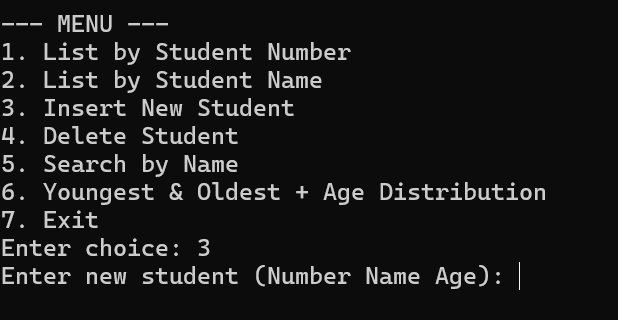 --- MENU ---
1. List by Student Number
2. List by Student Name
3. Insert New Student
4. Delete Student
5. Search by Name
6. Youngest & Oldest + Age Distribution
7. Exit
Enter choice: 3
Enter new student (Number Name Age):